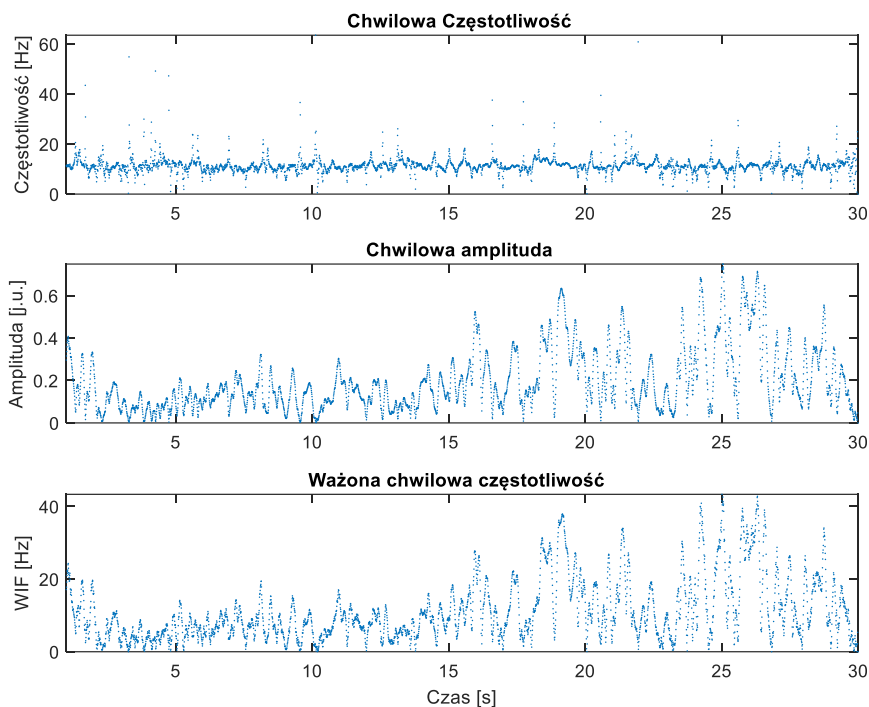 Chwilowa Częstotliwość
Częstotliwość [Hz]
60
40
20
0
5 10 15 20 25 30
Chwilowa amplituda
Amplituda [j.u.]
0.6
0.4
0.2
0
5 10 15 20 25 30
Ważona chwilowa częstotliwość
WIF [Hz]
40
20
0
5 10 15 20 25 30
Czas [s]